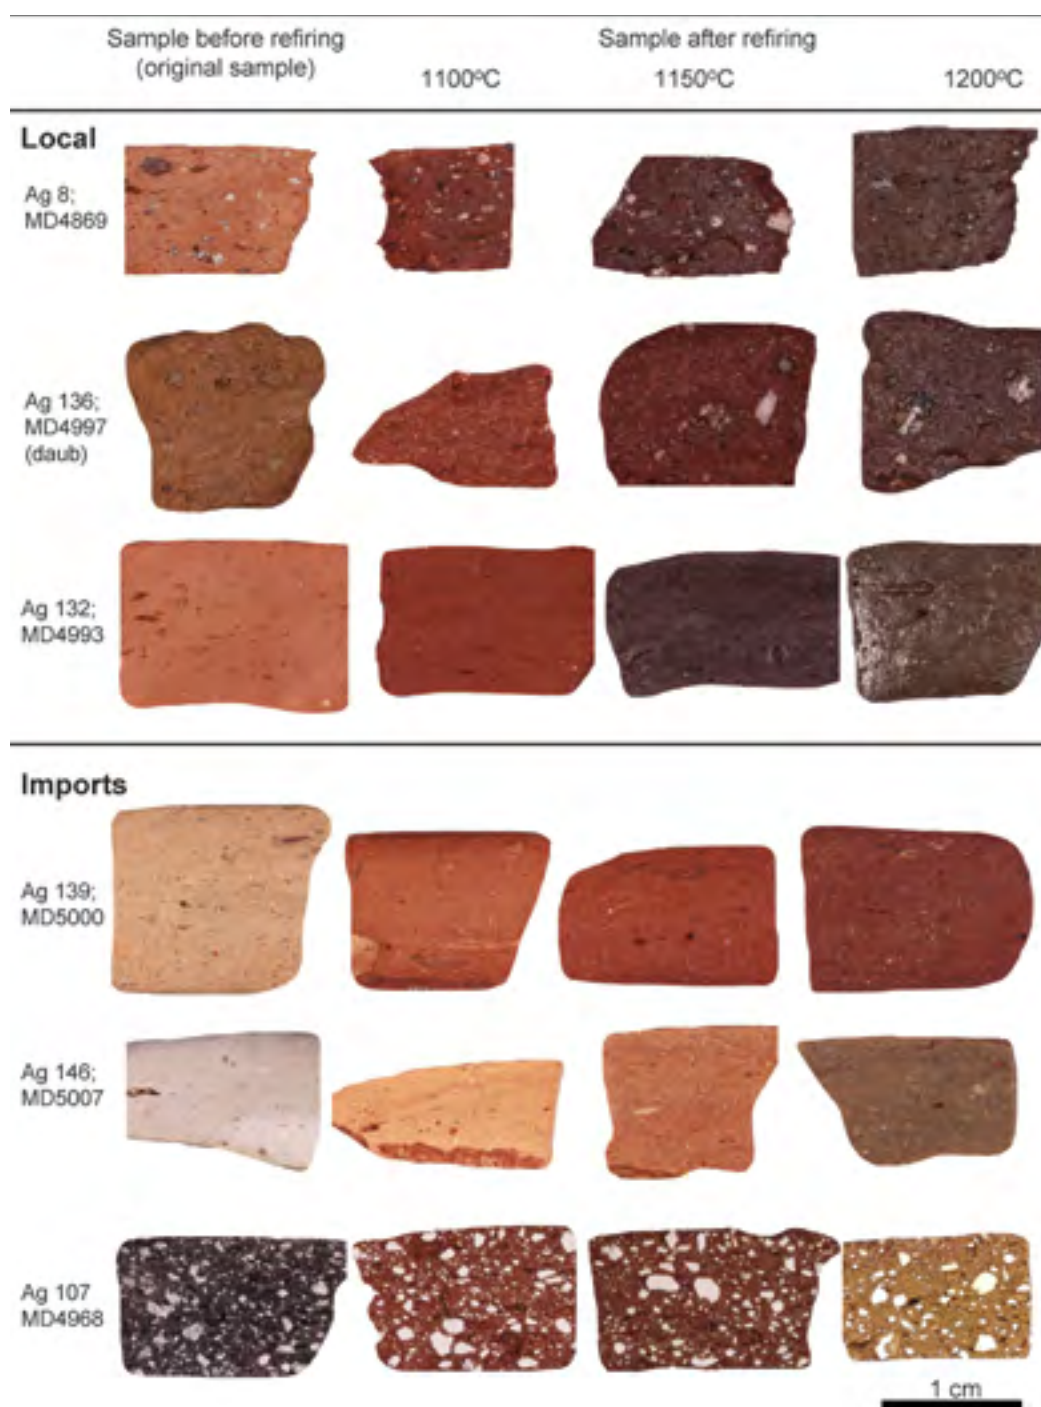 Sample before refiring
(original sample)
Sample after refiring
1100ºC
1150ºC
1200ºC
Local
Ag 8;
MD4869
Ag 136;
MD4997
(daub)
Ag 132;
MD4993
Imports
Ag 139;
MD5000
Ag 146;
MD5007
Ag 107
MD4968
1 cm